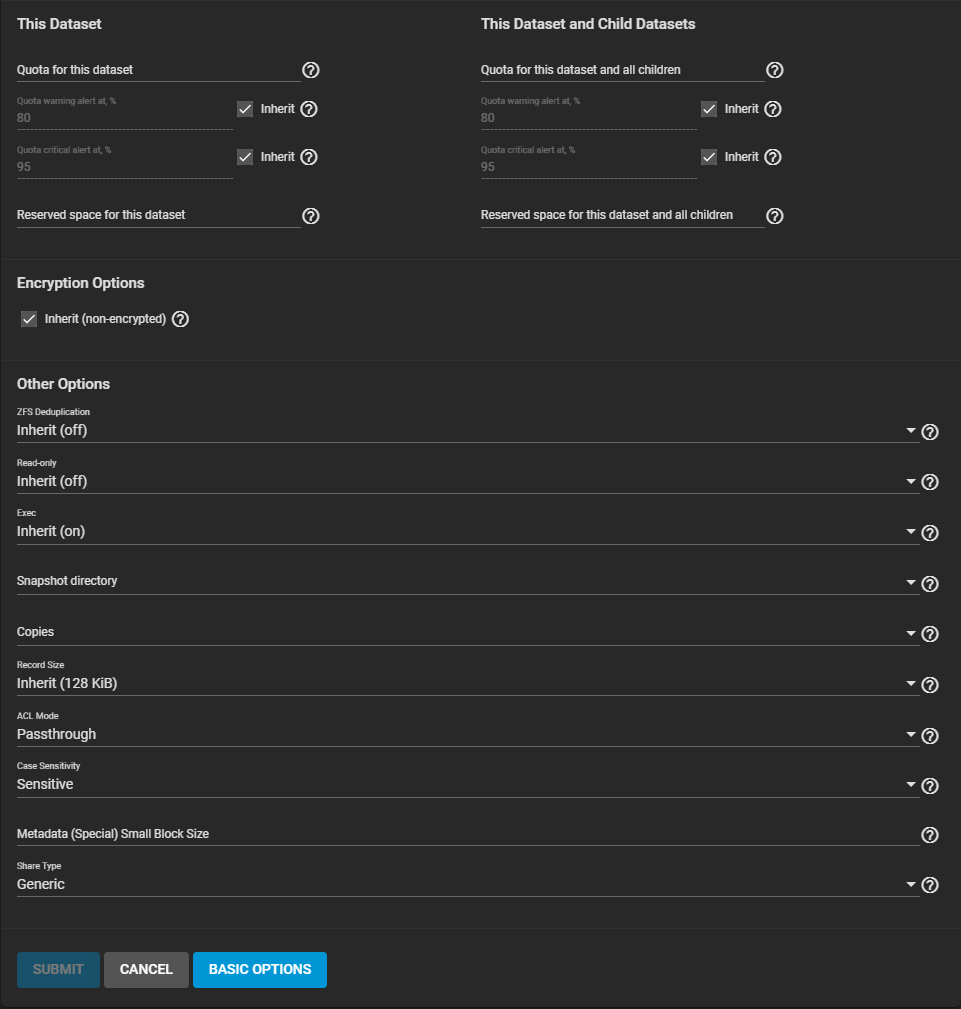 This Dataset
Quota for this dataset
Quota warning alert at, %
80
Inherit
Quota critical alert at, %
95
Inherit
Reserved space for this dataset
This Dataset and Child Datasets
Quota for this dataset and all children
Quota warning alert at, %
80
Inherit
Quota critical alert at, %
95
Inherit
Reserved space for this dataset and all children
Encryption Options
Inherit (non-encrypted)
Other Options
ZFS Deduplication
Inherit (off)
Read-only
Inherit (off)
Exec
Inherit (on)
Snapshot directory
Copies
Record Size
Inherit (128 KiB)
ACL Mode
Passthrough
Case Sensitivity
Sensitive
Metadata (Special) Small Block Size
Share Type
Generic
SUBMIT CANCEL BASIC OPTIONS